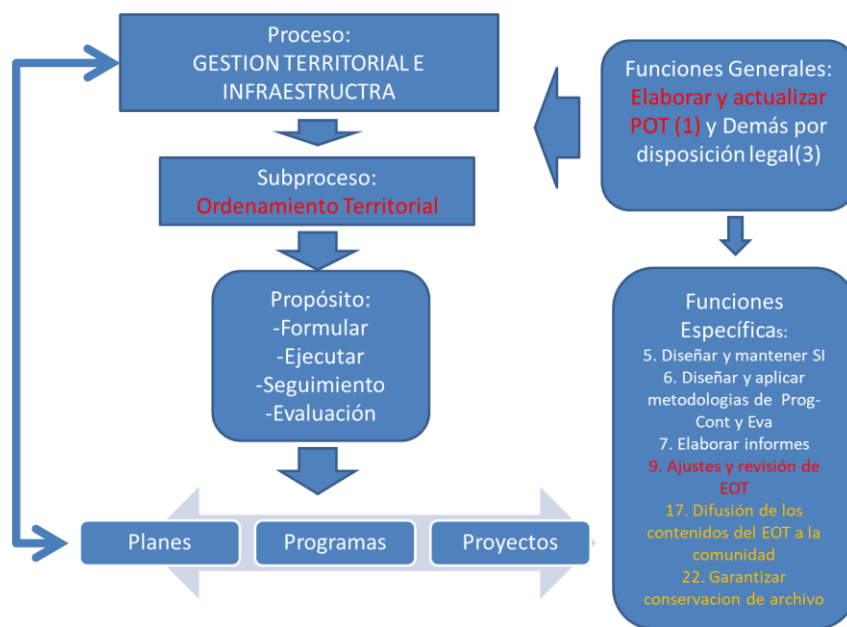 Proceso:
GESTION TERRITORIAL E
INFRAESTRUCTRA
Subproceso:
Ordenamiento Territorial
Propósito:
-Formular
-Ejecutar
-Seguimiento
-Evaluación
Planes
Programas
Proyectos
Funciones Generales:
Elaborar y actualizar
POT (1) y Demás por
disposición legal(3)
Funciones
Específicas:
5. Diseñar y mantener SI
6. Diseñar y aplicar
metodologias de Prog-
Cont y Eva
7. Elaborar informes
9. Ajustes y revisión de
EOT
17. Difusión de los
contenidos del EOT a la
comunidad
22. Garantizar
conservacion de archivo